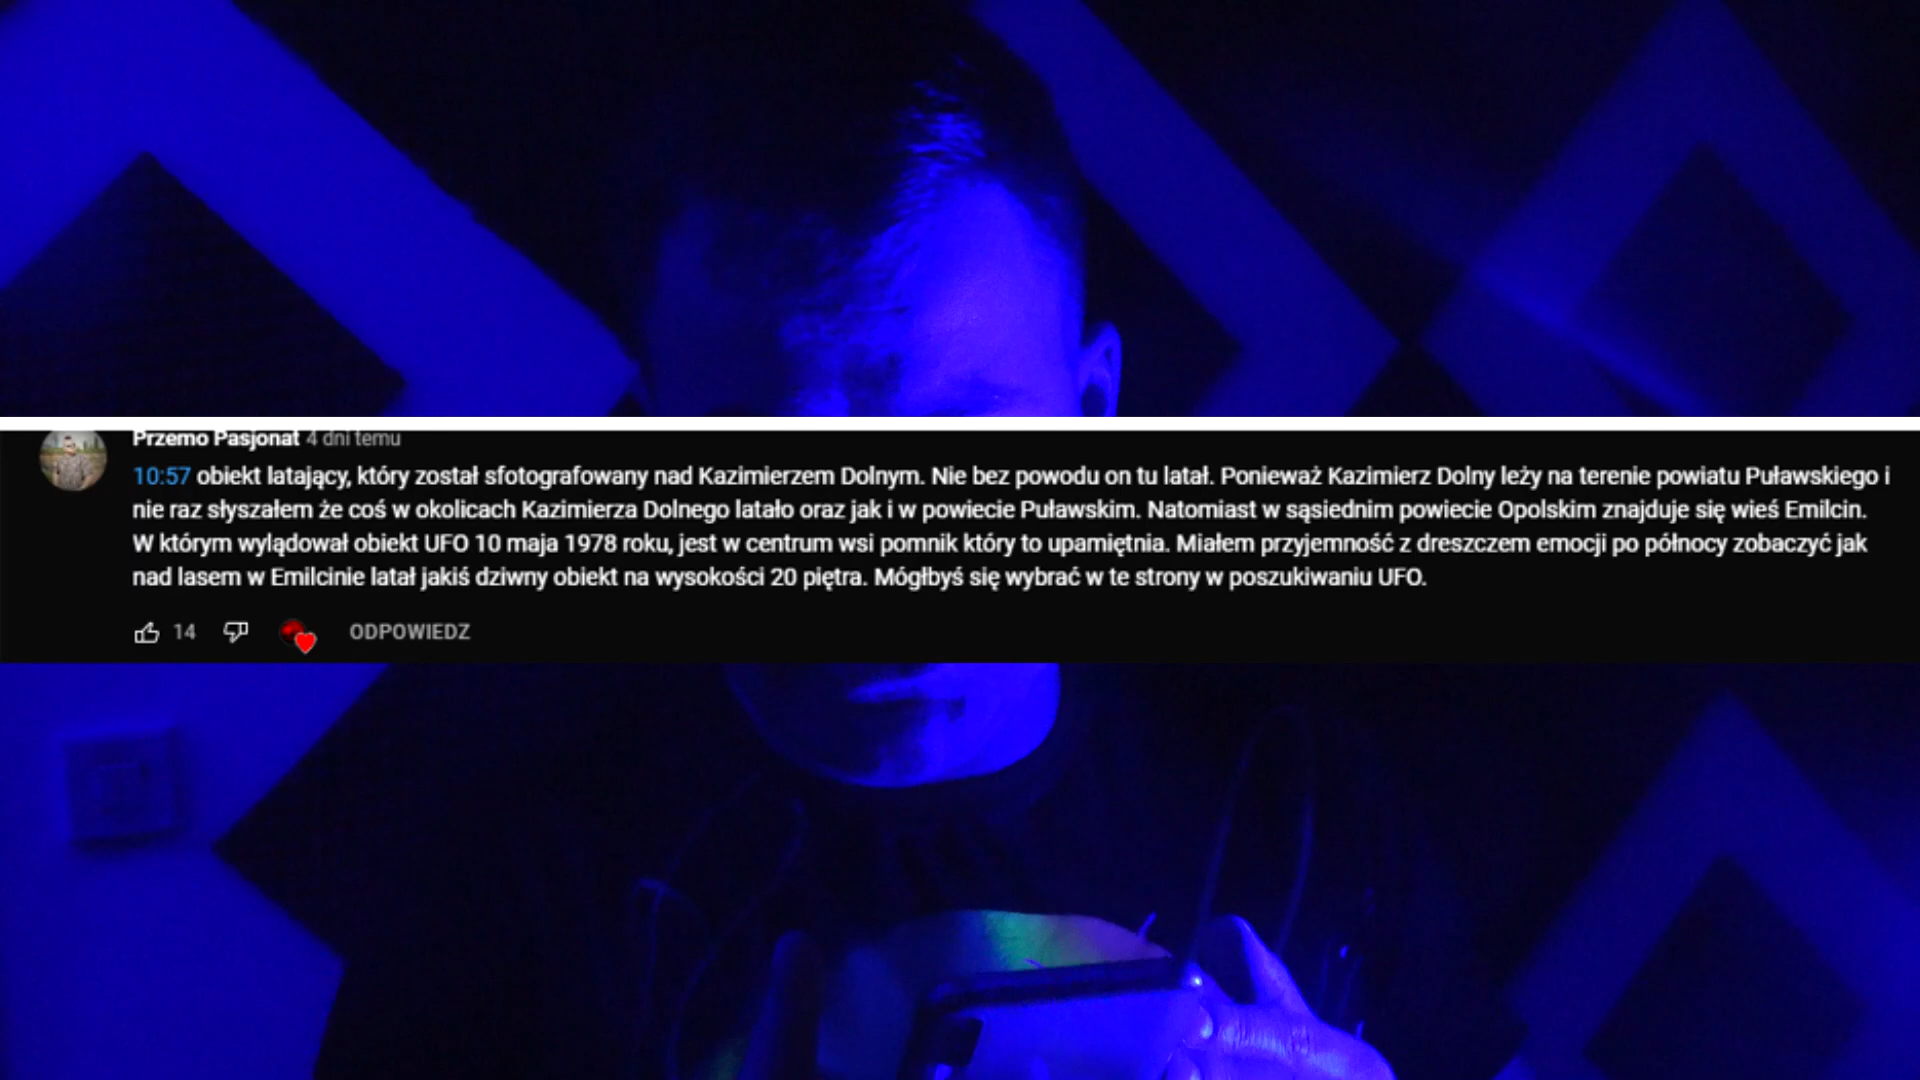 Przemo Pasjonat 4 dni temu
10:57 obiekt latający, który został sfotografowany nad Kazimierzem Dolnym. Nie bez powodu on tu latał. Ponieważ Kazimierz Dolny leży na terenie powiatu Puławskiego i
nie raz słyszałem że coś w okolicach Kazimierza Dolnego latało oraz jak i w powiecie Puławskim. Natomiast w sąsiednim powiecie Opolskim znajduje się wieś Emilcin.
W którym wylądował obiekt UFO 10 maja 1978 roku, jest w centrum wsi pomnik który to upamiętnia. Miałem przyjemność z dreszczem emocji po północy zobaczyć jak
nad lasem w Emilcinie latał jakiś dziwny obiekt na wysokości 20 piętra. Mógłbyś się wybrać w te strony w poszukiwaniu UFO.
14 ODPOWIEDZ